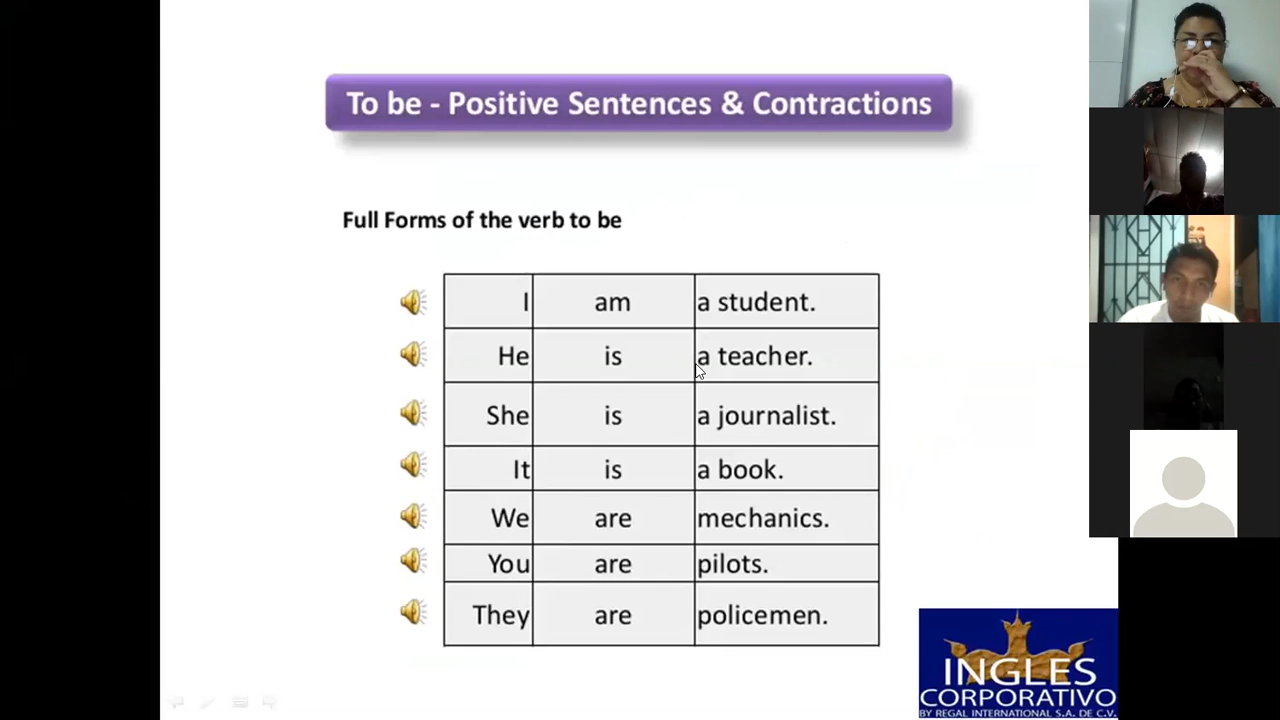 To be - Positive Sentences & Contractions
Full Forms of the verb to be
I am a student.
He is a teacher.
She is a journalist.
It is a book.
We are mechanics.
You are pilots.
They are policemen.
INGLES
CORPORATIVO
BY REGAL INTERNATIONAL S.A. DE C.V.